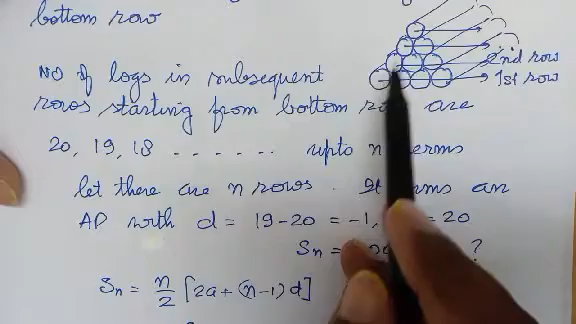 bottom row
2nd row
1st row
No of logs in subsequent
rows starting from bottom row are
20, 19, 18 . . . . . . . upto n terms
let there are n rows. It forms an
AP with d = 19-20 = -1, = 20
Sn = ?
Sn = n/2 [2a+(n-1)d]